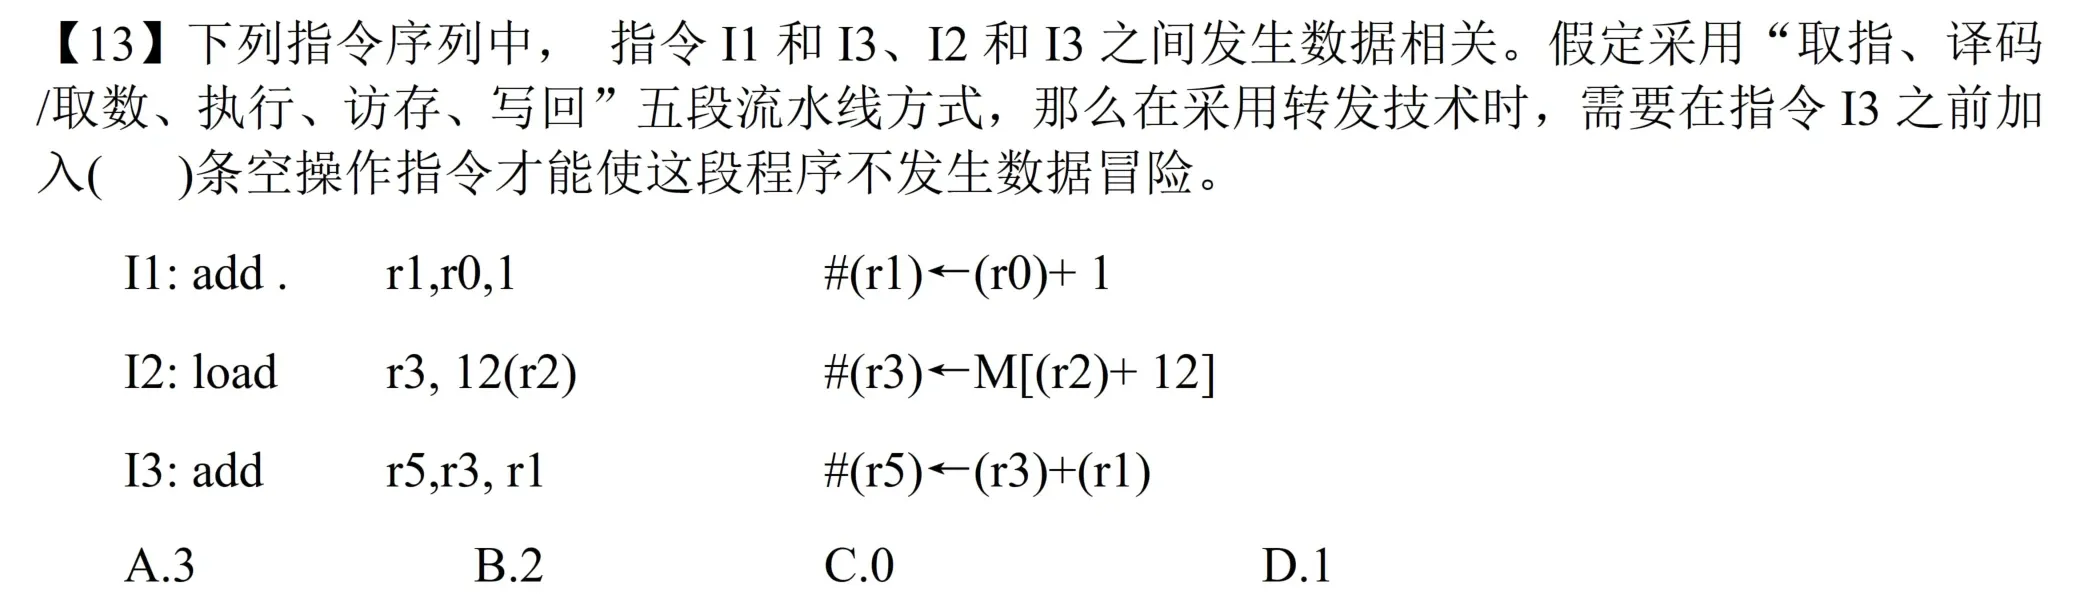 【13】下列指令序列中， 指令 I1 和 I3、I2 和 I3 之间发生数据相关。假定采用“取指、译码
/取数、执行、访存、写回”五段流水线方式，那么在采用转发技术时，需要在指令 I3 之前加
入( )条空操作指令才能使这段程序不发生数据冒险。
I1: add . r1,r0,1 #(r1)←(r0)+ 1
I2: load r3, 12(r2) #(r3)←M[(r2)+ 12]
I3: add r5,r3, r1 #(r5)←(r3)+(r1)
A.3 B.2 C.0 D.1